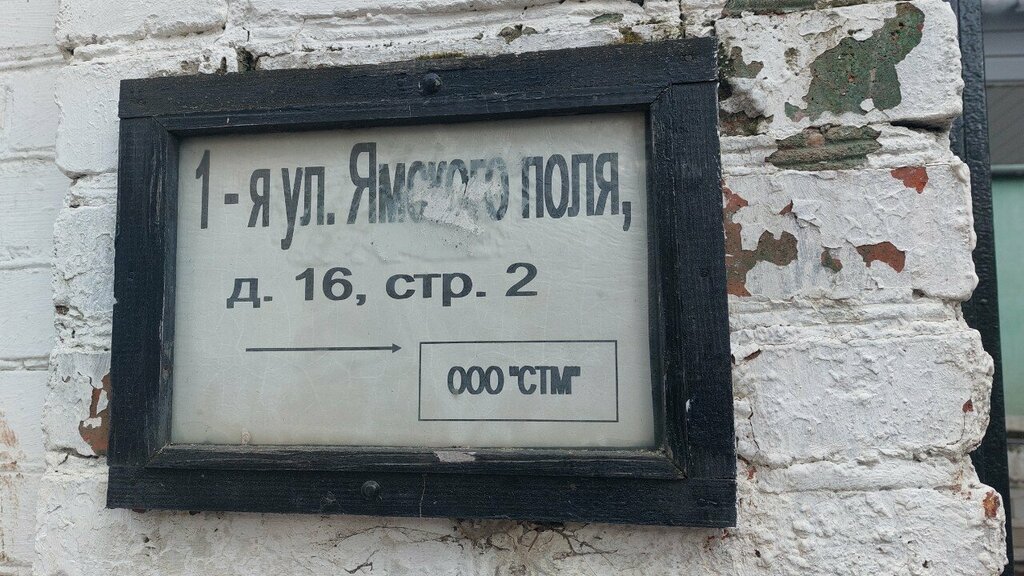 1 - я ул. Ямского поля,
д. 16, стр. 2
ООО "СТМ"